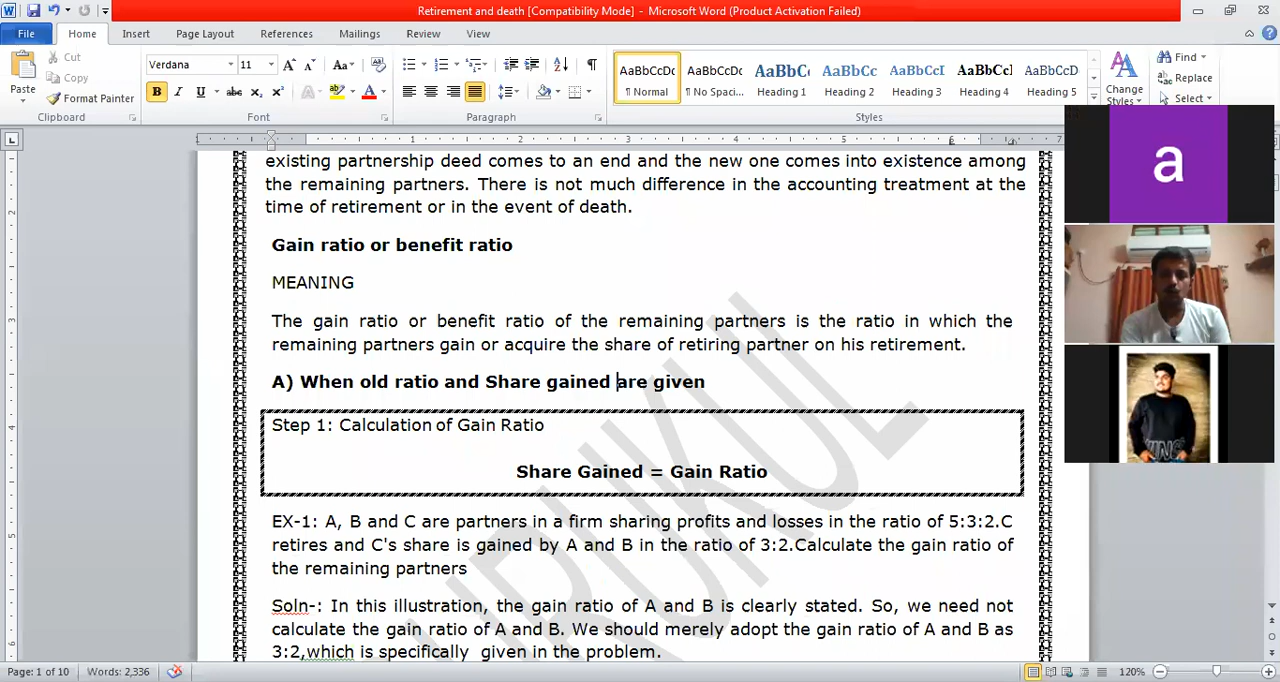 Retirement and death [Compatibility Mode] - Microsoft Word (Product Activation Failed)
File Home Insert Page Layout References Mailings Review View
Cut
Copy
Format Painter
Paste
Clipboard
Verdana 11
Font
Paragraph
AaBbCcDc AaBbCcDc AaBbC AaBbCc AaBbCcI AaBbCcI AaBbCcD
¶ Normal ¶ No Spaci... Heading 1 Heading 2 Heading 3 Heading 4 Heading 5
Styles
Change
Styles
Find
Replace
Select
existing partnership deed comes to an end and the new one comes into existence among
the remaining partners. There is not much difference in the accounting treatment at the
time of retirement or in the event of death.
Gain ratio or benefit ratio
MEANING
The gain ratio or benefit ratio of the remaining partners is the ratio in which the
remaining partners gain or acquire the share of retiring partner on his retirement.
A) When old ratio and Share gained are given
Step 1: Calculation of Gain Ratio
Share Gained = Gain Ratio
EX-1: A, B and C are partners in a firm sharing profits and losses in the ratio of 5:3:2.C
retires and C's share is gained by A and B in the ratio of 3:2.Calculate the gain ratio of
the remaining partners
Soln-: In this illustration, the gain ratio of A and B is clearly stated. So, we need not
calculate the gain ratio of A and B. We should merely adopt the gain ratio of A and B as
3:2,which is specifically given in the problem.
a
Page: 1 of 10 Words: 2,336 120%